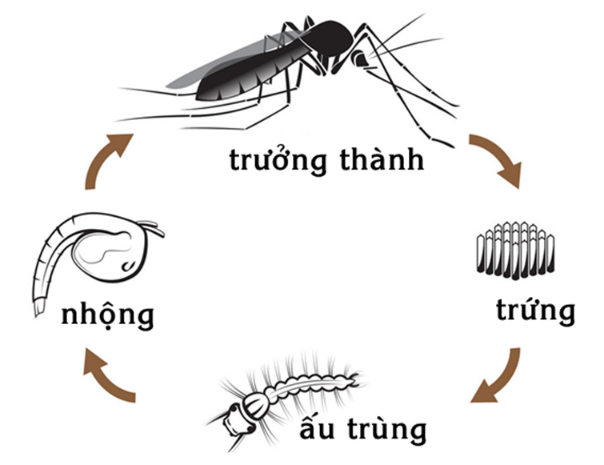 trưởng thành
trứng
nhộng
ấu trùng